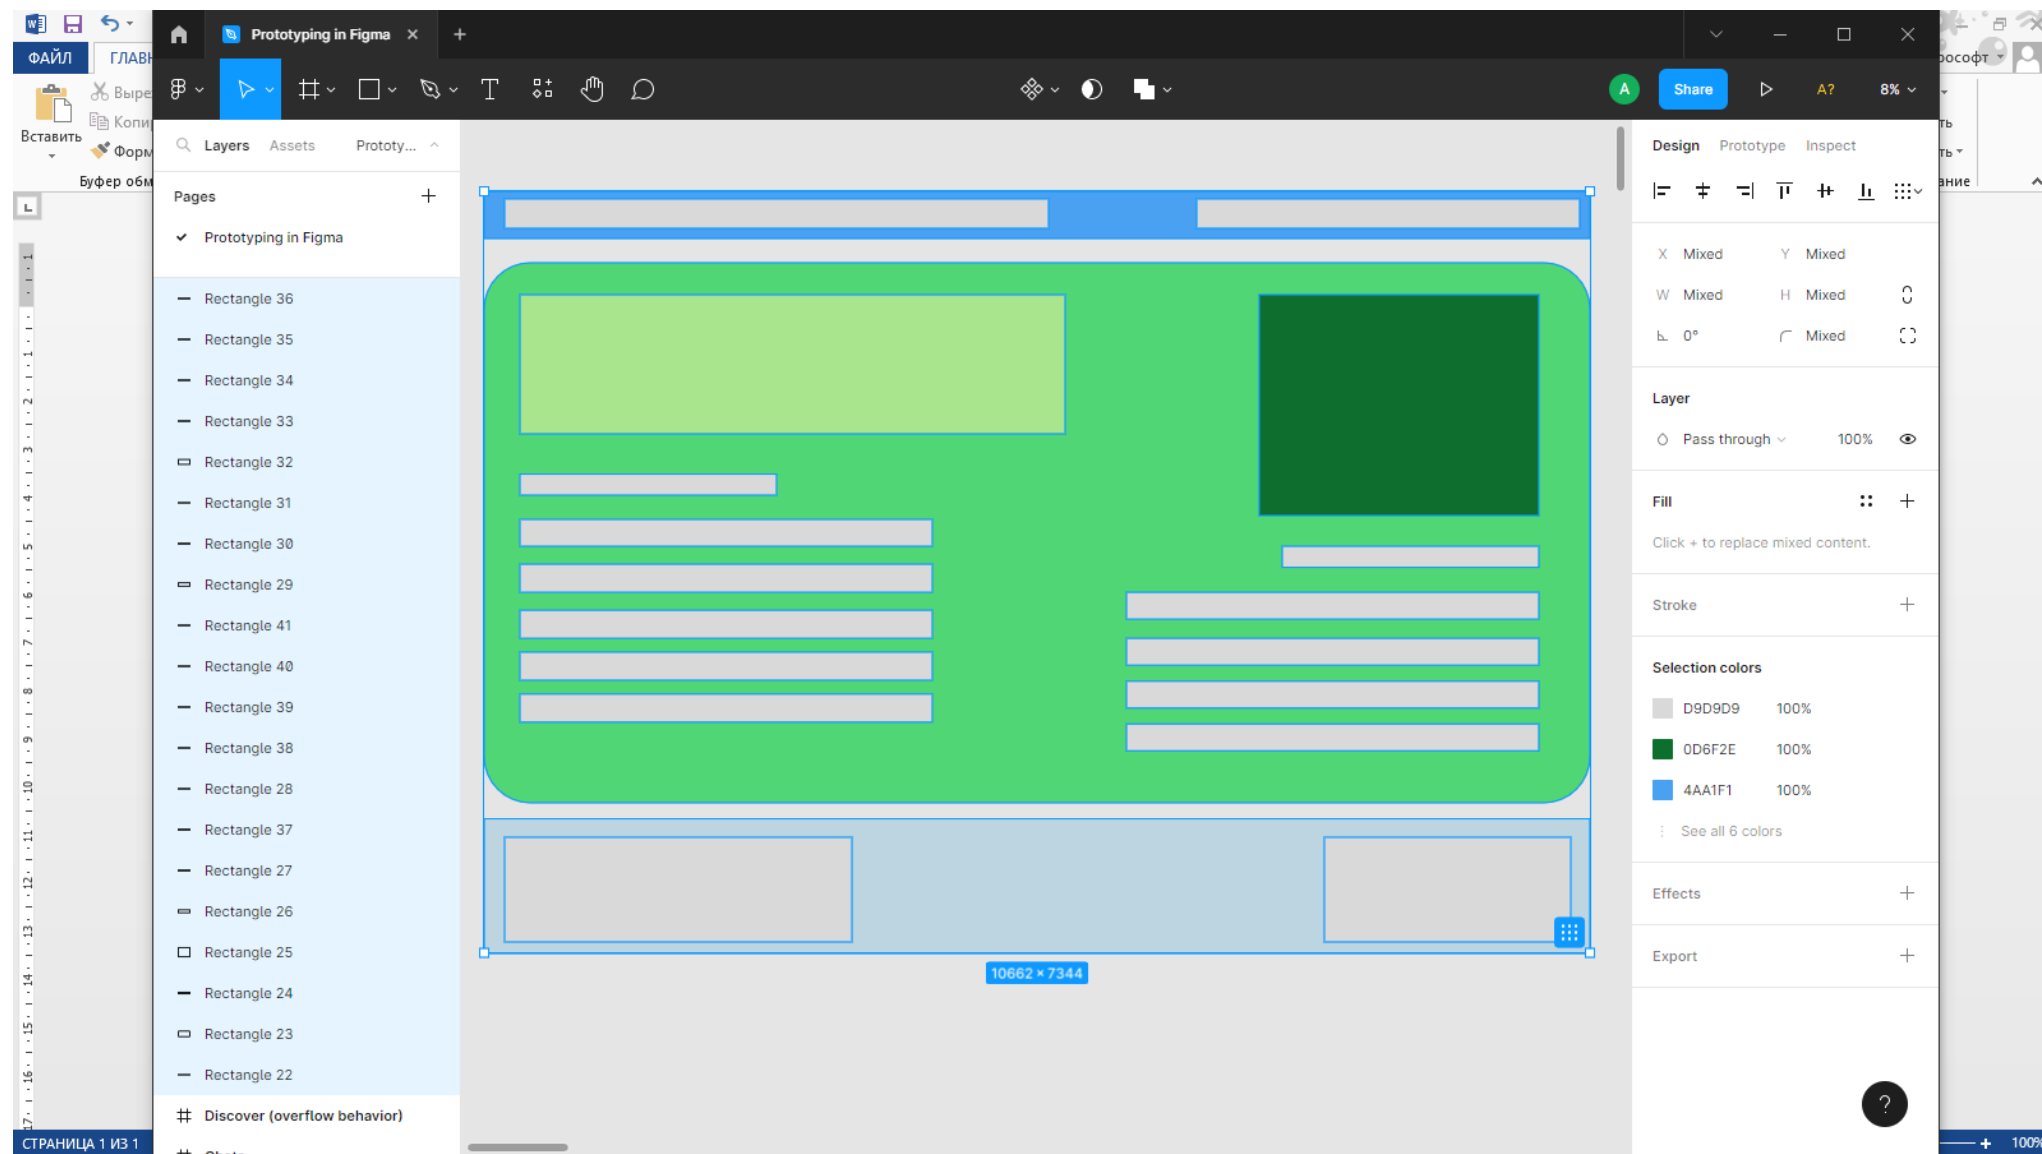 Prototyping in Figma
ФАЙЛ
Вставить
Буфер обм
Share
A
A?
8%
Layers Assets Prototy...
Pages
Prototyping in Figma
Rectangle 36
Rectangle 35
Rectangle 34
Rectangle 33
Rectangle 32
Rectangle 31
Rectangle 30
Rectangle 29
Rectangle 41
Rectangle 40
Rectangle 39
Rectangle 38
Rectangle 28
Rectangle 37
Rectangle 27
Rectangle 26
Rectangle 25
Rectangle 24
Rectangle 23
Rectangle 22
Discover (overflow behavior)
10662 × 7344
Design Prototype Inspect
X Mixed Y Mixed
W Mixed H Mixed
0° Mixed
Layer
Pass through 100%
Fill
Click + to replace mixed content.
Stroke
Selection colors
D9D9D9 100%
0D6F2E 100%
4AA1F1 100%
See all 6 colors
Effects
Export
?
СТРАНИЦА 1 ИЗ 1
100%